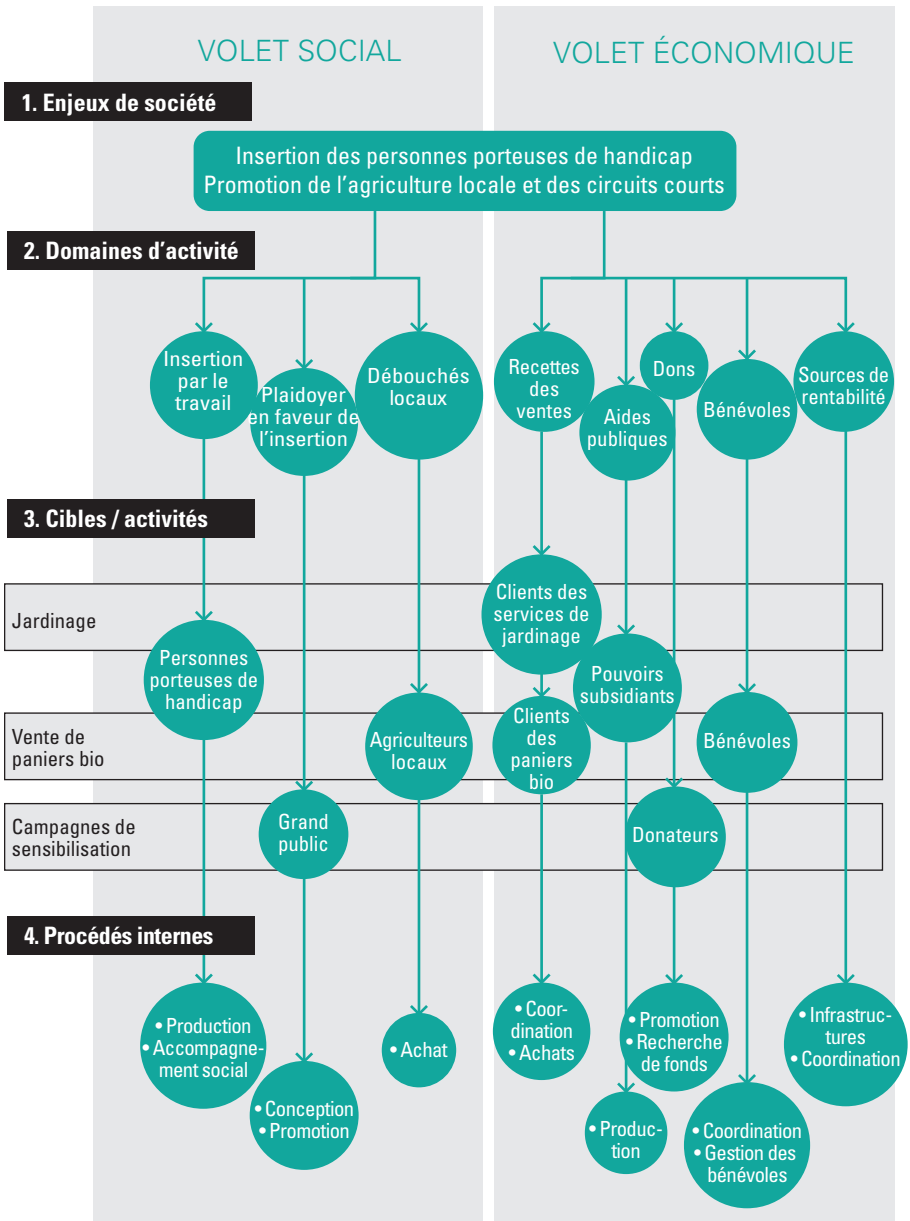 VOLET SOCIAL
VOLET ÉCONOMIQUE
1. Enjeux de société
Insertion des personnes porteuses de handicap
Promotion de l’agriculture locale et des circuits courts
2. Domaines d’activité
Insertion
par le
travail
Plaidoyer
en faveur de
l’insertion
Débouchés
locaux
Recettes
des
ventes
Aides
publiques
Dons
Bénévoles
Sources de
rentabilité
3. Cibles / activités
Jardinage
Personnes
porteuses de
handicap
Clients des
services de
jardinage
Pouvoirs
subsidiants
Vente de
paniers bio
Agriculteurs
locaux
Clients
des
paniers
bio
Bénévoles
Campagnes de
sensibilisation
Grand
public
Donateurs
4. Procédés internes
• Production
• Accompagne-
ment social
• Conception
• Promotion
• Achat
• Coor-
dination
• Achats
• Produc-
tion
• Promotion
• Recherche
de fonds
• Coordination
• Gestion des
bénévoles
• Infrastruc-
tures
• Coordination